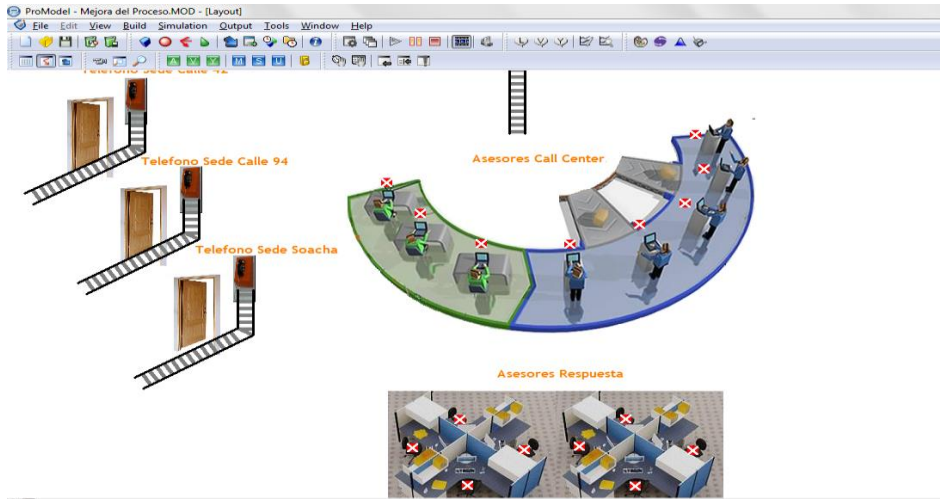 ProModel - Mejora del Proceso.MOD - [Layout]
File Edit View Build Simulation Output Tools Window Help
Telefono Sede Calle 42
Telefono Sede Calle 94
Asesores Call Center
Telefono Sede Soacha
Asesores Respuesta